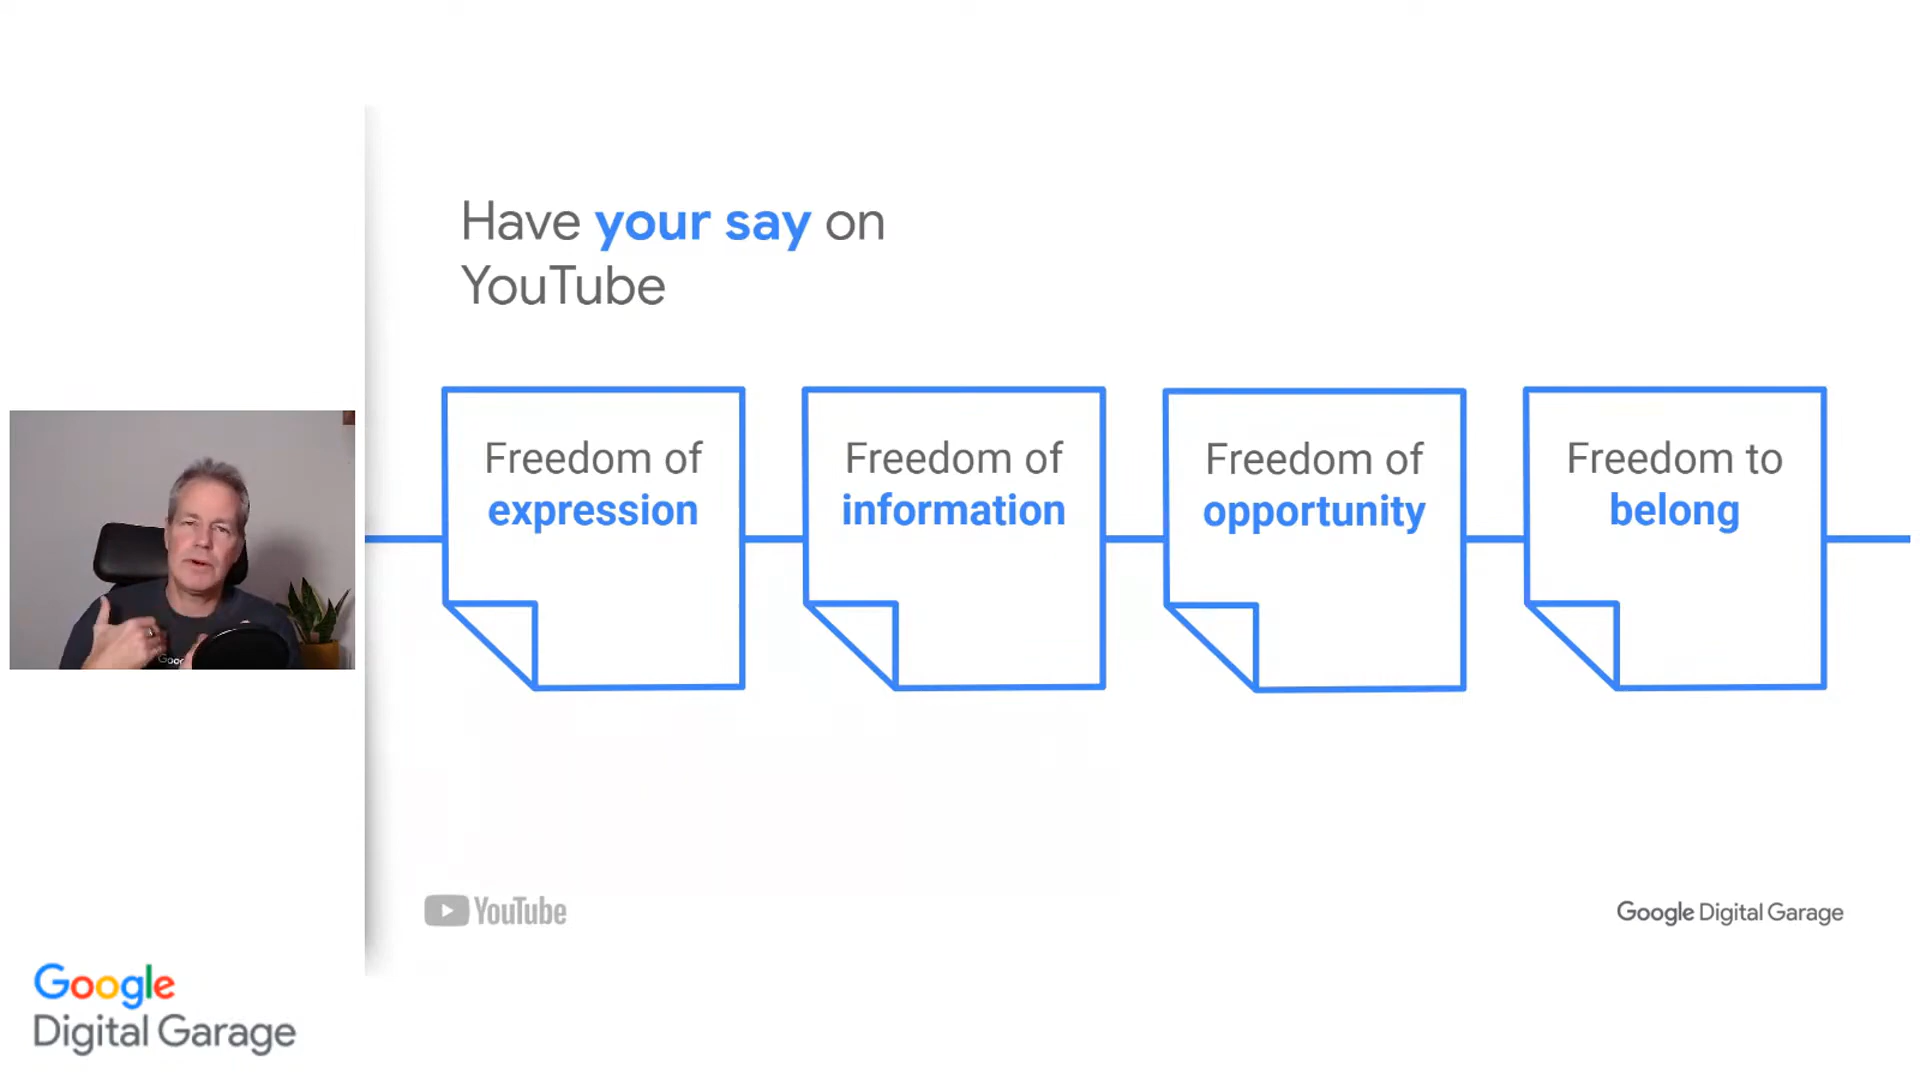 Have your say on
YouTube
Freedom of
expression
Freedom of
information
Freedom of
opportunity
Freedom to
belong
YouTube
Google Digital Garage
Google
Digital Garage